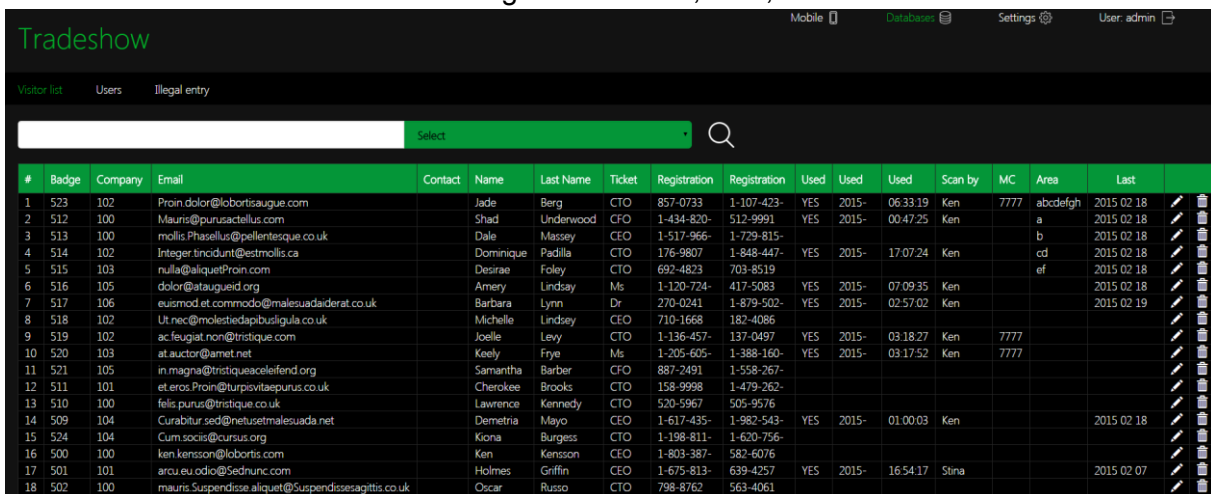 Mobile Databases Settings User: admin
Tradeshow
Visitor list Users Illegal entry
Select
# Badge Company Email Contact Name Last Name Ticket Registration Registration Used Used Used Scan by MC Area Last
1 523 102 Proin.dolor@lobortisaugue.com Jade Berg CTO 857-0733 1-107-423- YES 2015- 06:33:19 Ken 7777 abcdefgh 2015 02 18
2 512 100 Mauris@purusactellus.com Shad Underwood CFO 1-434-820- 512-9991 YES 2015- 00:47:25 Ken a 2015 02 18
3 513 100 mollis.Phasellus@pellentesque.co.uk Dale Massey CEO 1-517-966- 1-729-815- b 2015 02 18
4 514 102 Integer.tincidunt@estmollis.ca Dominique Padilla CTO 176-9807 1-848-447- YES 2015- 17:07:24 Ken cd 2015 02 18
5 515 103 nulla@aliquetProin.com Desirae Foley CTO 692-4823 703-8519 ef 2015 02 18
6 516 105 dolor@ataugueid.org Amery Lindsay Ms 1-120-724- 417-5083 YES 2015- 07:09:35 Ken 2015 02 18
7 517 106 euismod.et.commodo@malesuadaiderat.co.uk Barbara Lynn Dr 270-0241 1-879-502- YES 2015- 02:57:02 Ken 2015 02 19
8 518 102 Ut.nec@molestiedapibusligula.co.uk Michelle Lindsey CEO 710-1668 182-4086
9 519 102 ac.feugiat.non@tristique.com Joelle Levy CTO 1-136-457- 137-0497 YES 2015- 03:18:27 Ken 7777
10 520 103 at.auctor@amet.net Keely Frye Ms 1-205-605- 1-388-160- YES 2015- 03:17:52 Ken 7777
11 521 105 in.magna@tristiqueaceleifend.org Samantha Barber CFO 887-2491 1-558-267-
12 511 101 et.eros.Proin@turpisvitaepurus.co.uk Cherokee Brooks CTO 158-9998 1-479-262-
13 510 100 felis.purus@tristique.co.uk Lawrence Kennedy CTO 520-5967 505-9576
14 509 104 Curabitur.sed@netusetmalesuada.net Demetria Mayo CEO 1-617-435- 1-982-543- YES 2015- 01:00:03 Ken 2015 02 18
15 524 104 Cum.sociis@cursus.org Kiona Burgess CTO 1-198-811- 1-620-756-
16 500 100 ken.kensson@lobortis.com Ken Kensson CEO 1-803-387- 582-6076
17 501 101 arcu.eu.odio@Sednunc.com Holmes Griffin CEO 1-675-813- 639-4257 YES 2015- 16:54:17 Stina 2015 02 07
18 502 100 mauris.Suspendisse.aliquet@Suspendissesagittis.co.uk Oscar Russo CTO 798-8762 563-4061